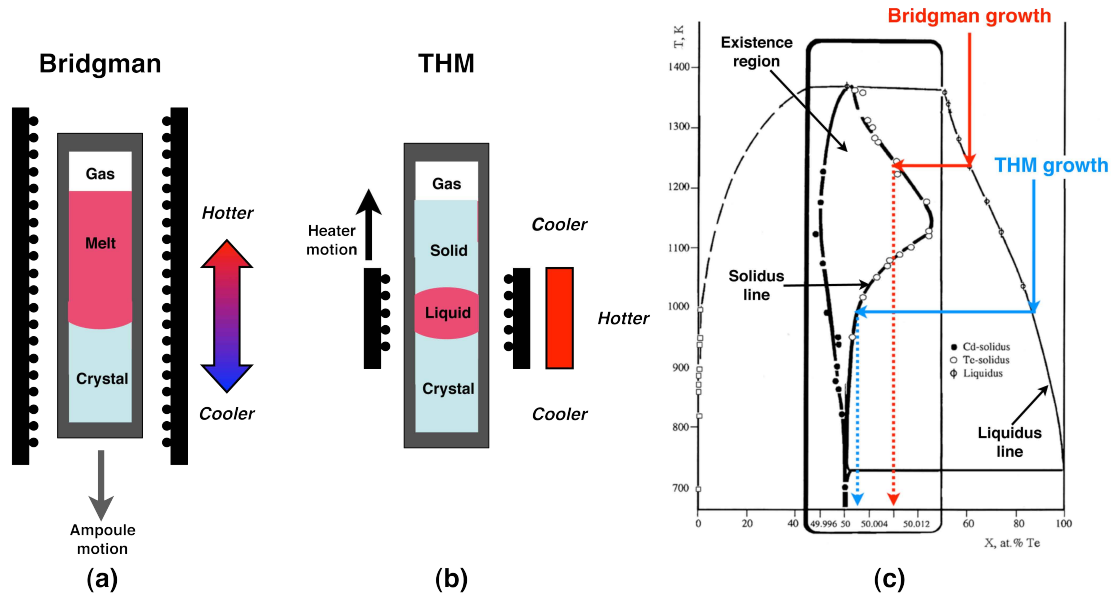 Bridgman
Gas
Melt
Crystal
Hotter
Cooler
Ampoule
motion
(a)
THM
Heater
motion
Gas
Solid
Liquid
Crystal
Cooler
Hotter
Cooler
(b)
Bridgman growth
T, K
Existence
region
1400
1300
1200
1100
1000
900
800
700
THM growth
Solidus
line
Cd-solidus
Te-solidus
Liquidus
Liquidus
line
0
20
40
49.996
50
50.004
50.012
60
80
100
X, at.% Te
(c)